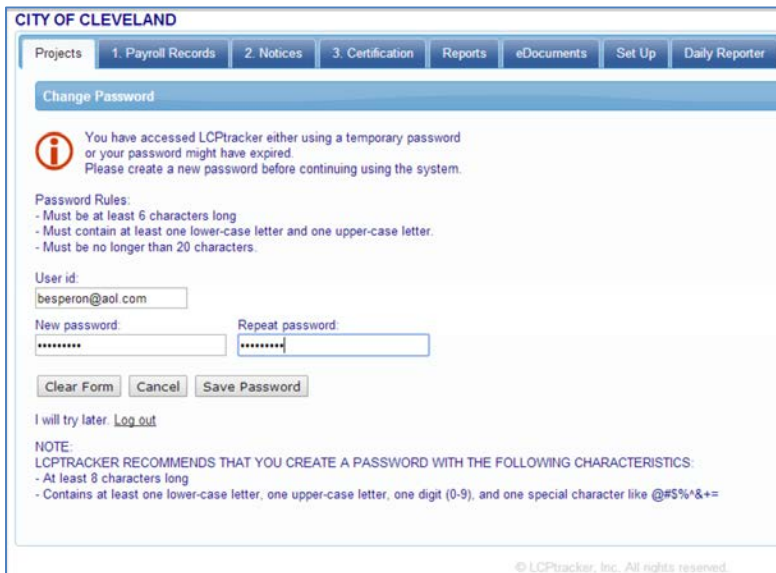 CITY OF CLEVELAND
Projects 1. Payroll Records 2. Notices 3. Certification Reports eDocuments Set Up Daily Reporter
Change Password
You have accessed LCPtracker either using a temporary password
or your password might have expired.
Please create a new password before continuing using the system.
Password Rules:
- Must be at least 6 characters long
- Must contain at least one lower-case letter and one upper-case letter.
- Must be no longer than 20 characters.
User id:
besperon@aol.com
New password: Repeat password:
••••••••• •••••••••
Clear Form Cancel Save Password
I will try later. Log out
NOTE:
LCPTRACKER RECOMMENDS THAT YOU CREATE A PASSWORD WITH THE FOLLOWING CHARACTERISTICS:
- At least 8 characters long
- Contains at least one lower-case letter, one upper-case letter, one digit (0-9), and one special character like @#$%^&+=
© LCPtracker, Inc. All rights reserved.